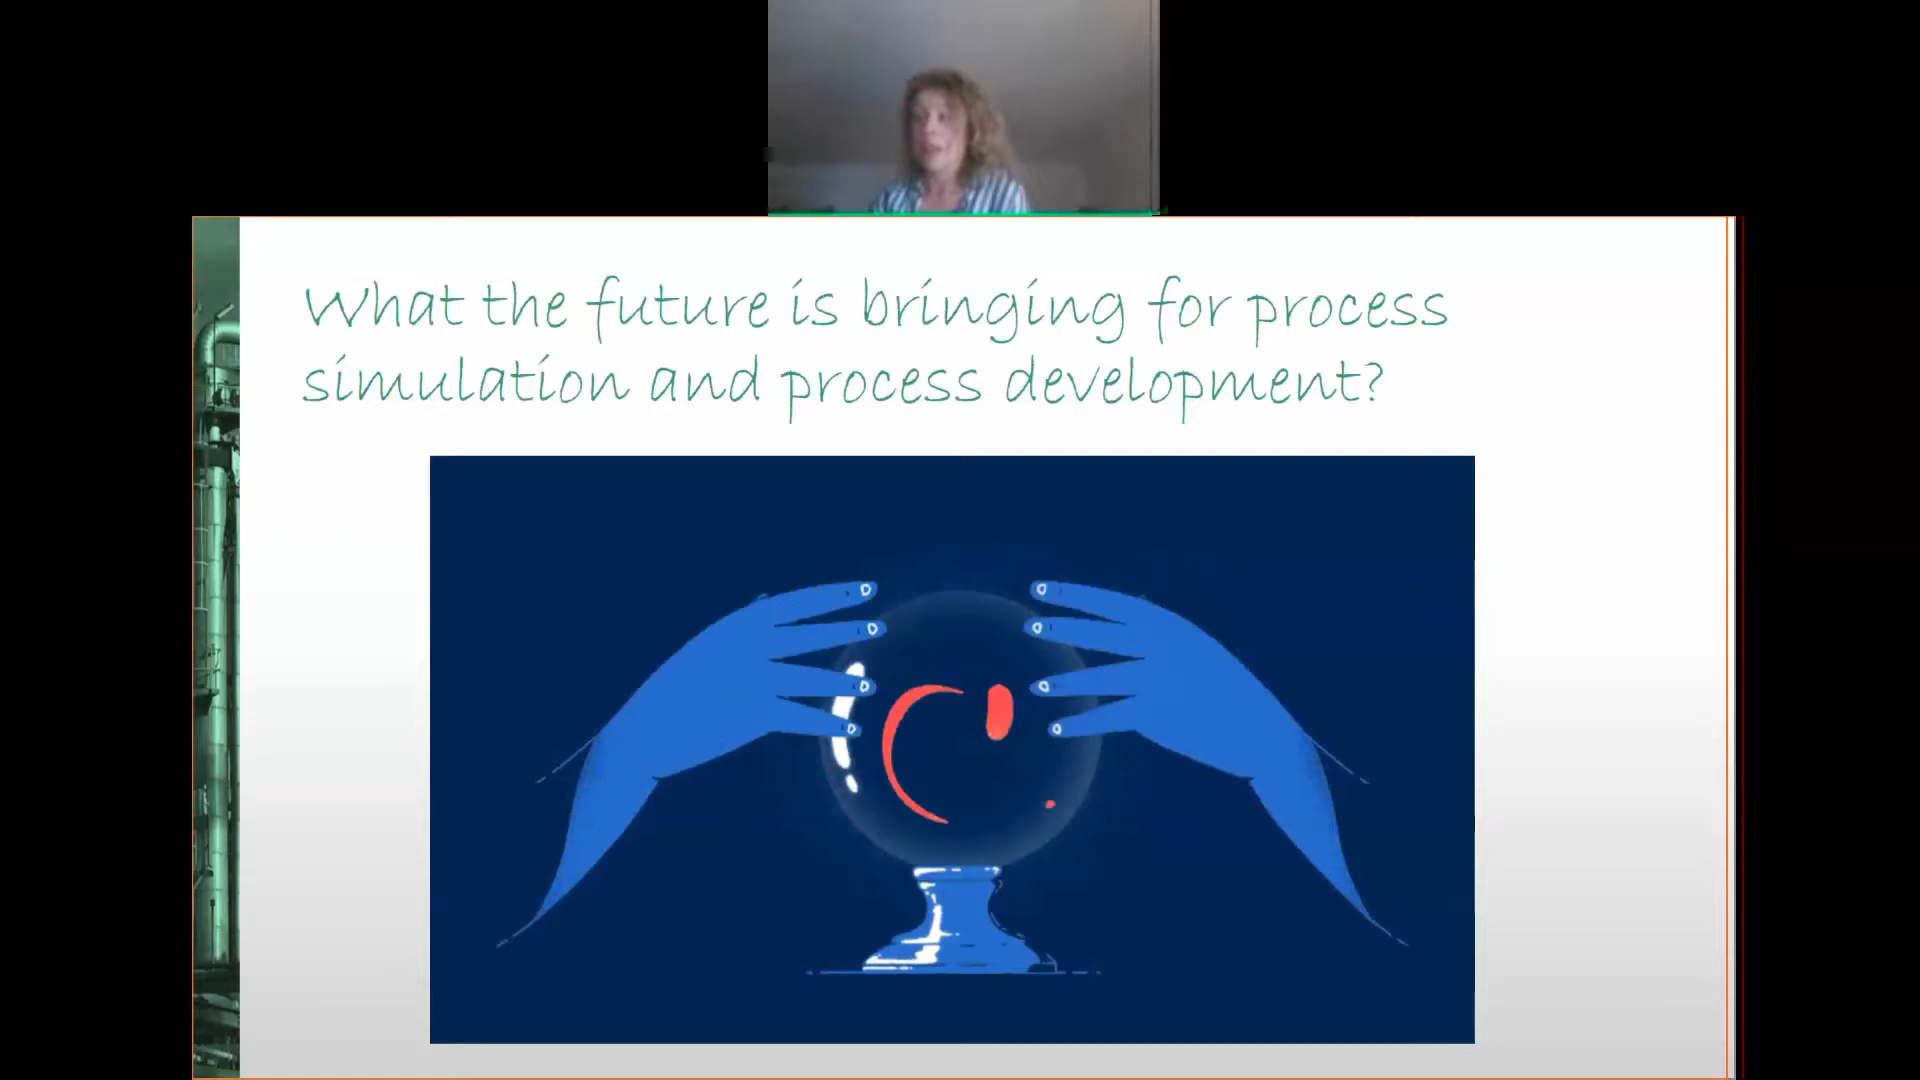 What the future is bringing for process
simulation and process development?